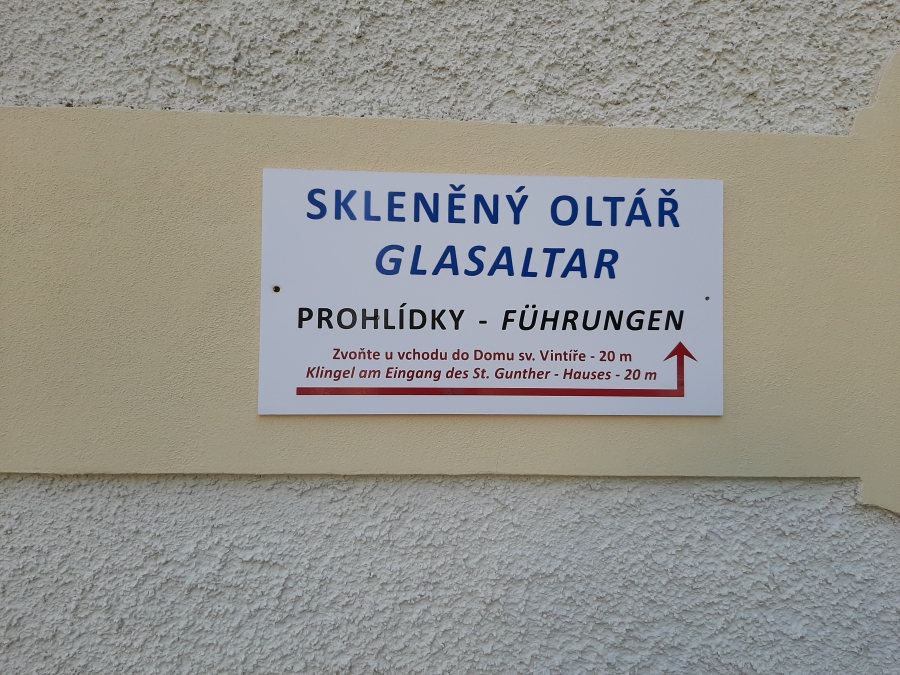 SKLENĚNÝ OLTÁŘ
GLASALTAR
PROHLÍDKY - FÜHRUNGEN
Zvoňte u vchodu do Domu sv. Vintíře - 20 m
Klingel am Eingang des St. Gunther - Hauses - 20 m